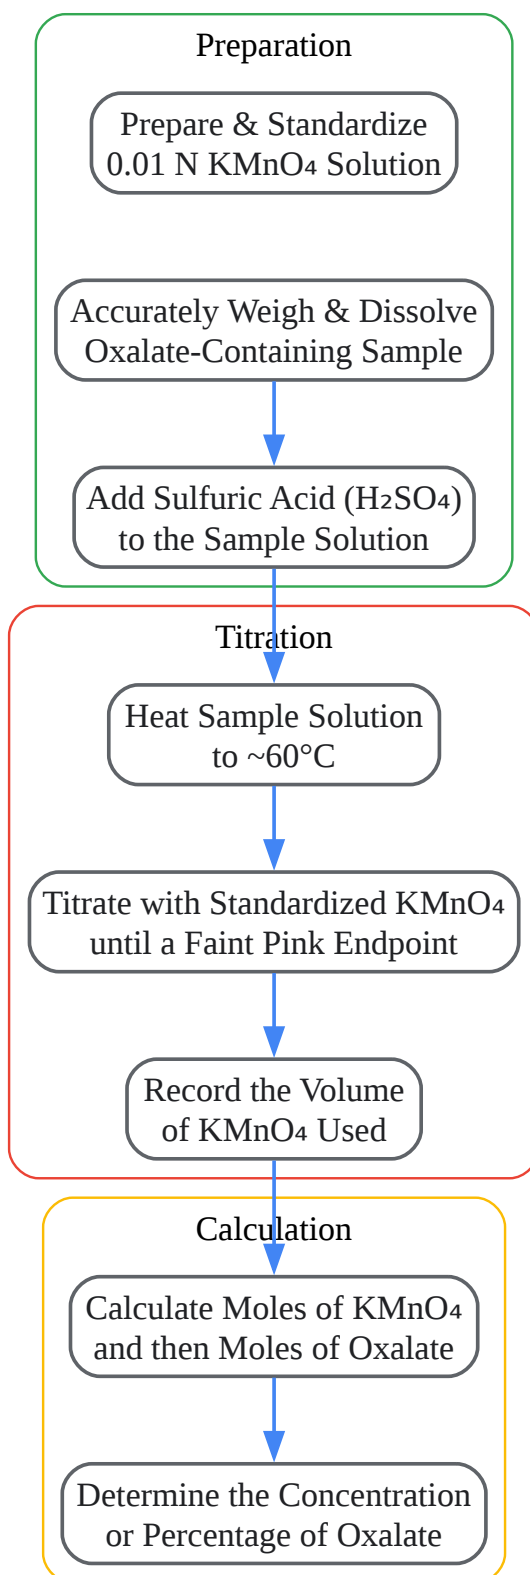 Preparation
Prepare & Standardize
0.01 N KMnO₄ Solution
Accurately Weigh & Dissolve
Oxalate-Containing Sample
Add Sulfuric Acid (H₂SO₄)
to the Sample Solution
Titration
Heat Sample Solution
to ~60°C
Titrate with Standardized KMnO₄
until a Faint Pink Endpoint
Record the Volume
of KMnO₄ Used
Calculation
Calculate Moles of KMnO₄
and then Moles of Oxalate
Determine the Concentration
or Percentage of Oxalate